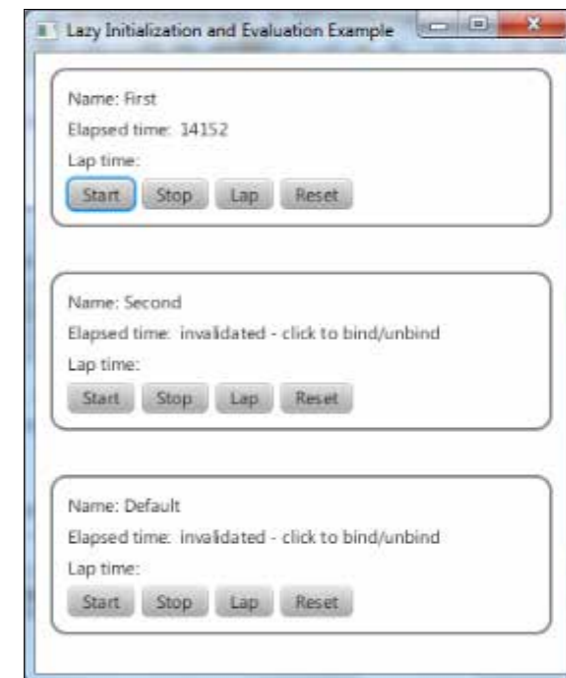 Lazy Initialization and Evaluation Example
Name: First
Elapsed time: 14152
Lap time:
Start Stop Lap Reset
Name: Second
Elapsed time: invalidated - click to bind/unbind
Lap time:
Start Stop Lap Reset
Name: Default
Elapsed time: invalidated - click to bind/unbind
Lap time:
Start Stop Lap Reset